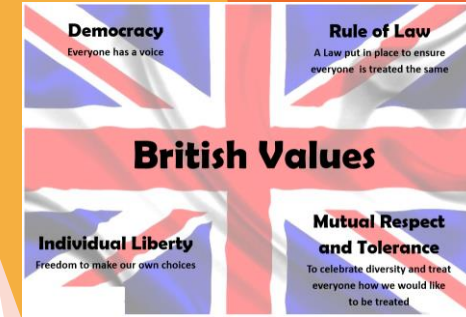 Democracy
Everyone has a voice
Rule of Law
A Law put in place to ensure
everyone is treated the same
British Values
Individual Liberty
Freedom to make our own choices
Mutual Respect
and Tolerance
To celebrate diversity and treat
everyone how we would like
to be treated